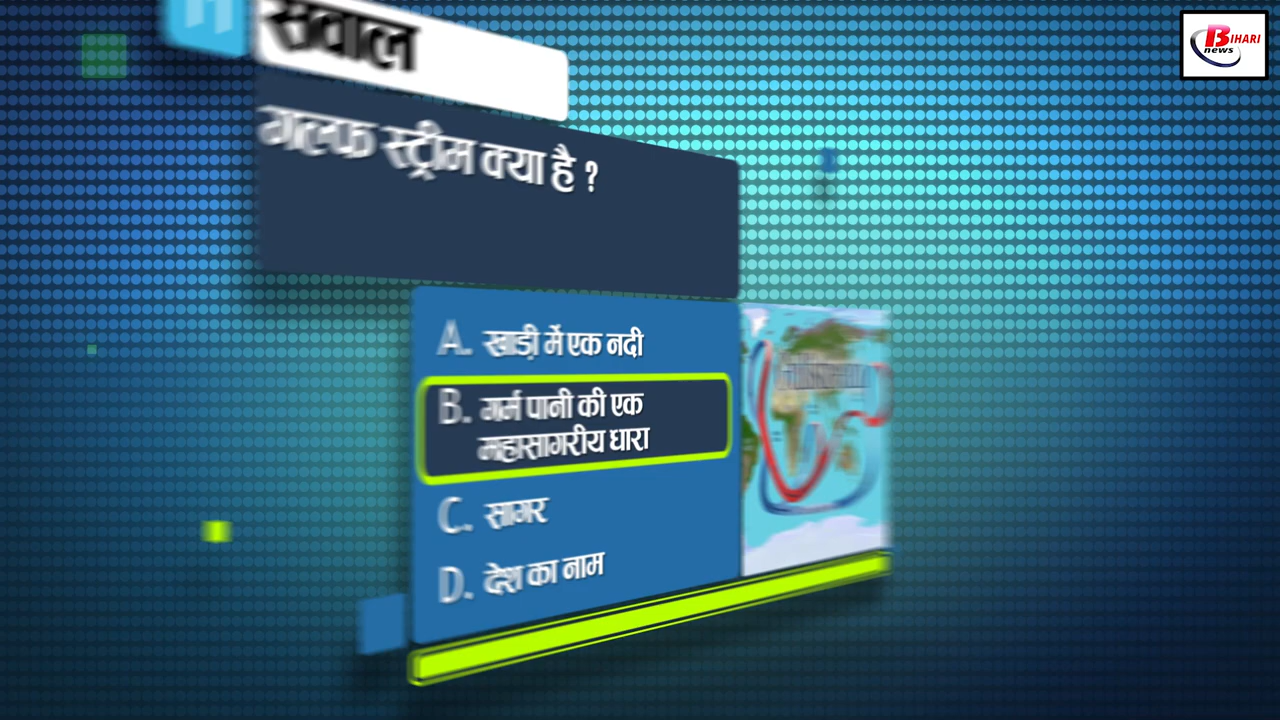 BIHARI
news
सवाल
गल्फ स्ट्रीम क्या है ?
A. खाड़ी में एक नदी
B. गर्म पानी की एक
महासागरीय धारा
C. सागर
D. देश का नाम